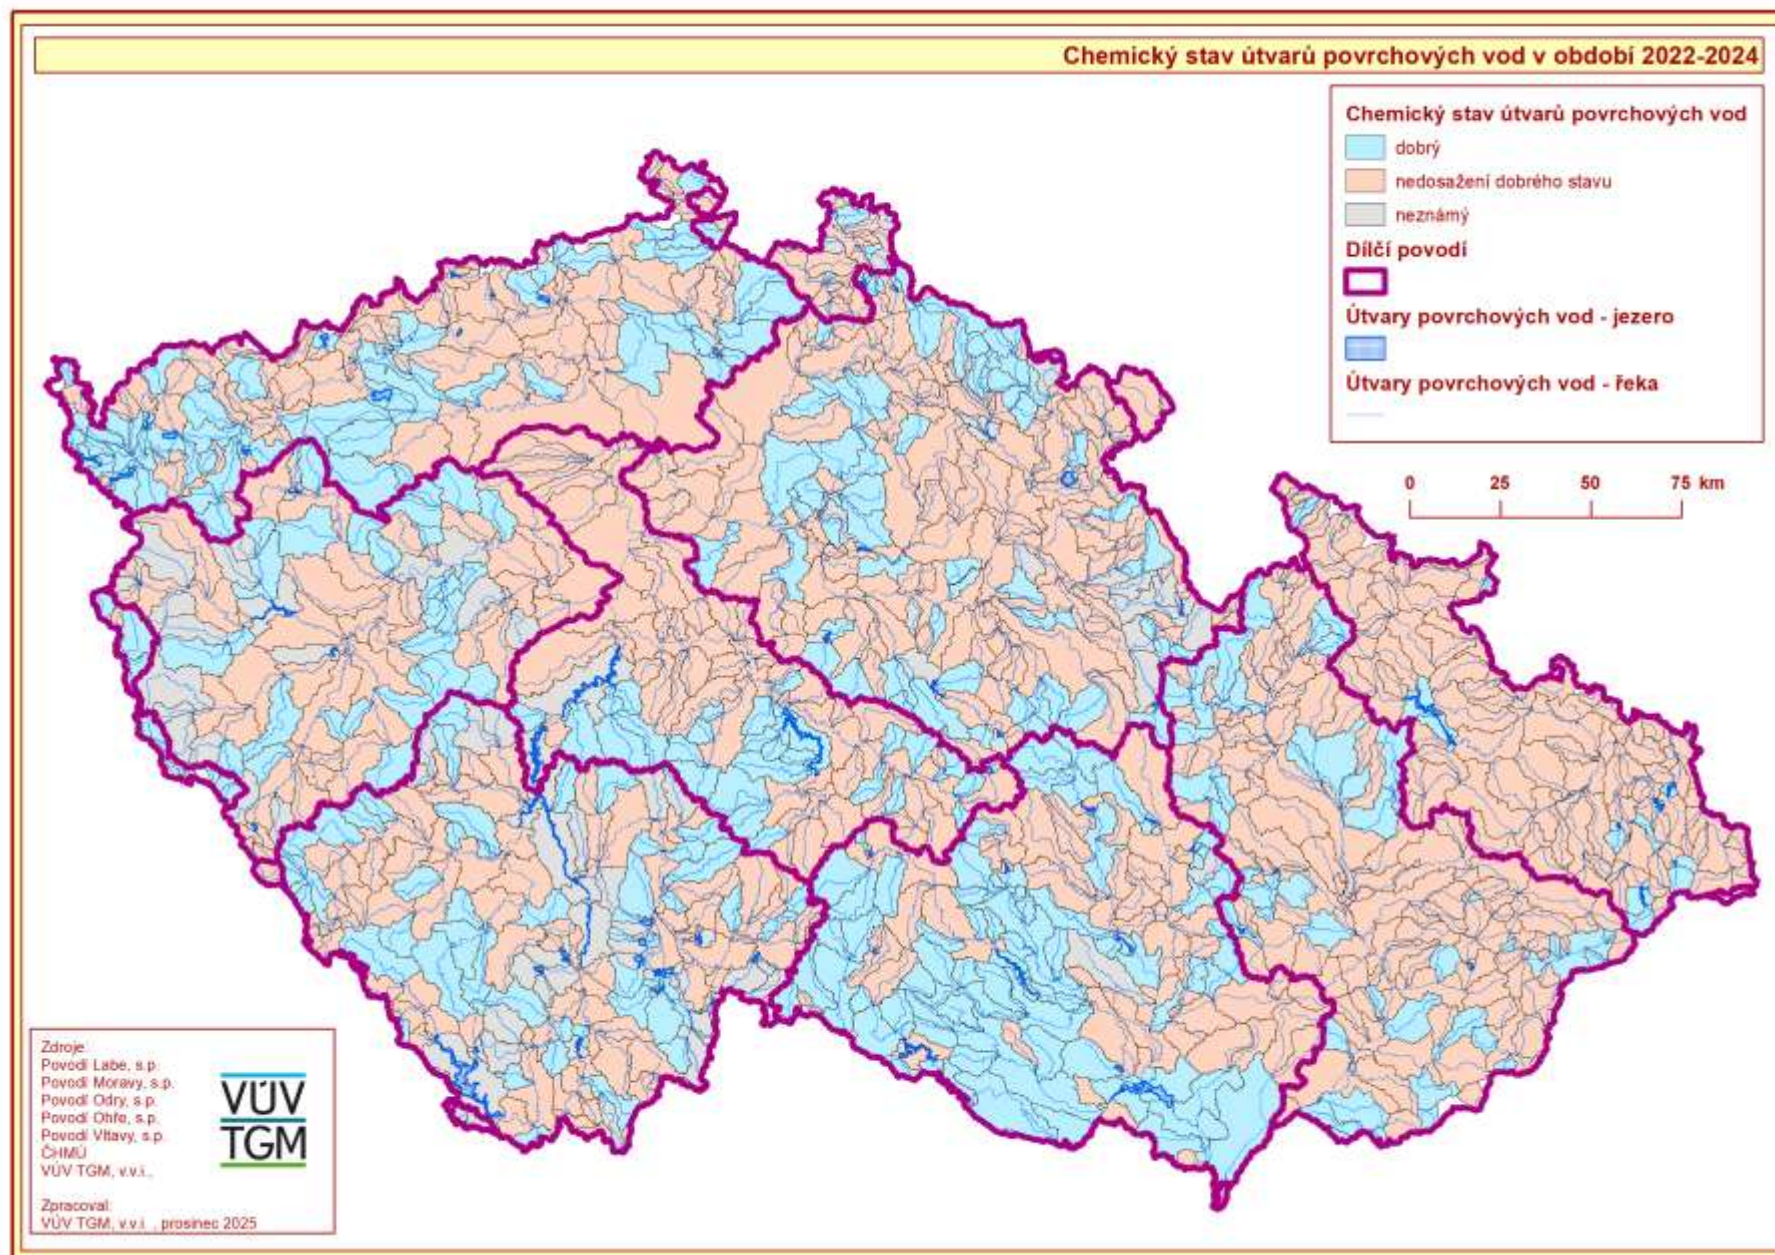 Chemický stav útvarů povrchových vod v období 2022-2024
Chemický stav útvarů povrchových vod
dobrý
nedosažení dobrého stavu
neznámý
Dílčí povodí
Útvary povrchových vod - jezero
Útvary povrchových vod - řeka
0 25 50 75 km
Zdroje:
Povodí Labe, s.p.
Povodí Moravy, s.p.
Povodí Odry, s.p.
Povodí Ohře, s.p.
Povodí Vltavy, s.p.
ČHMÚ
VÚV TGM, v.v.i.,
Zpracoval:
VÚV TGM, v.v.i. , prosinec 2025
VÚV
TGM